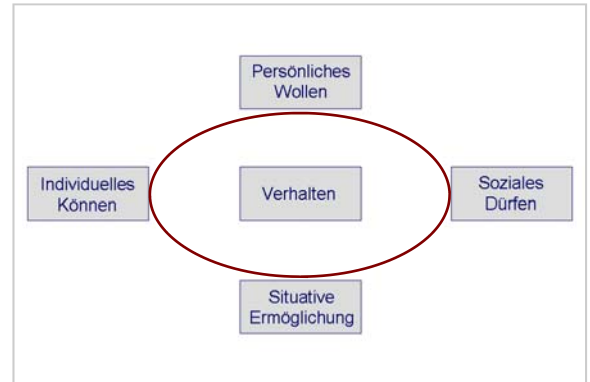 Persönliches
Wollen
Individuelles
Können
Verhalten
Soziales
Dürfen
Situative
Ermöglichung